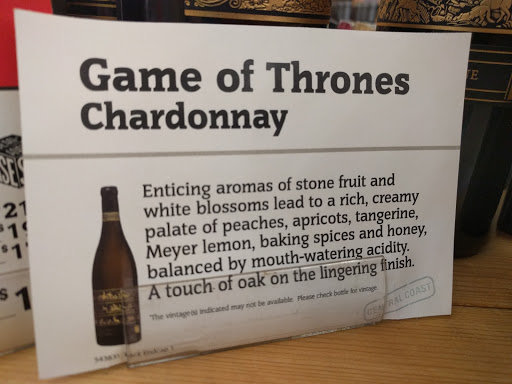 Game of Thrones
Chardonnay
Enticing aromas of stone fruit and
white blossoms lead to a rich, creamy
palate of peaches, apricots, tangerine,
Meyer lemon, baking spices and honey,
balanced by mouth-watering acidity.
A touch of oak on the lingering finish.
*The vintage(s) indicated may not be available. Please check bottle for vintage.
CENTRAL COAST